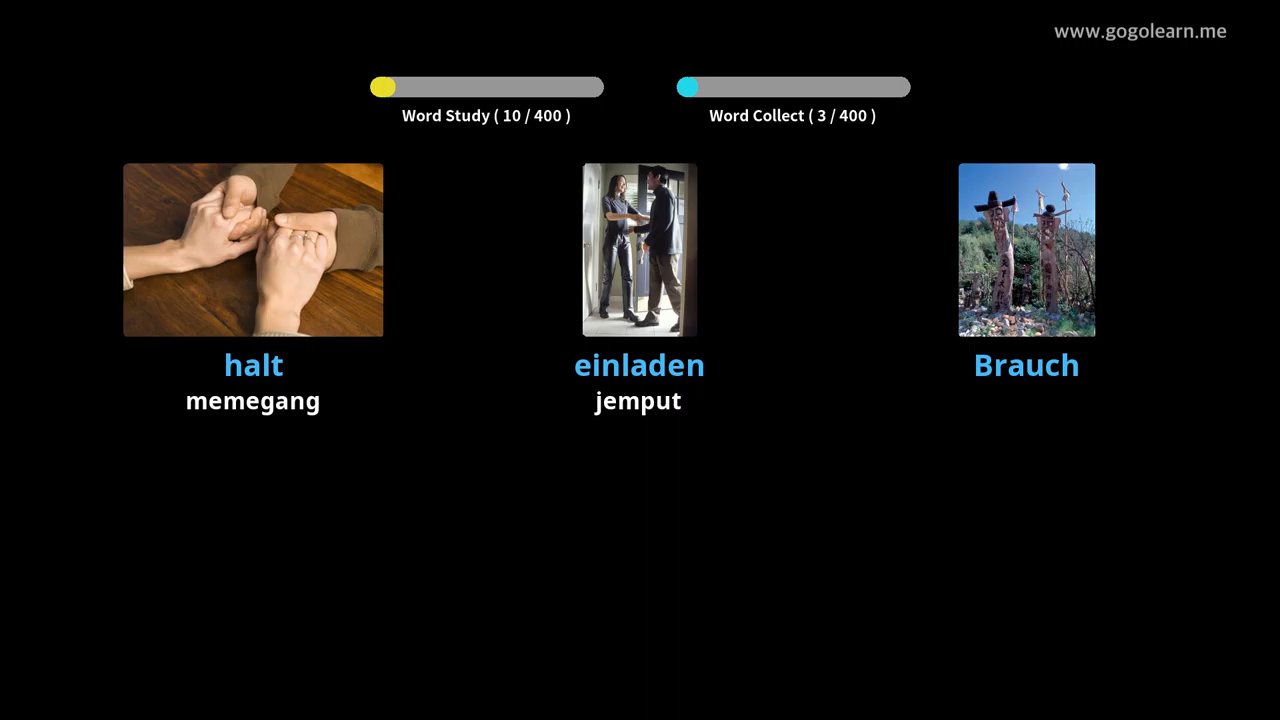 www.gogolearn.me
Word Study ( 10 / 400 )
Word Collect ( 3 / 400 )
halt
memegang
einladen
jemput
Brauch